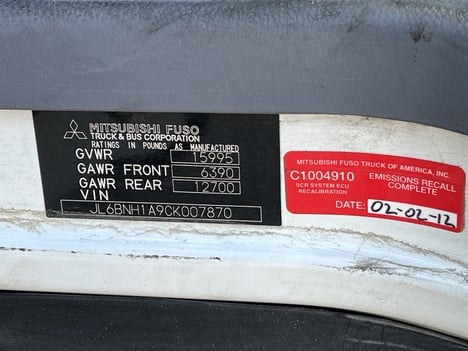 MITSUBISHI FUSO
TRUCK & BUS CORPORATION
RATINGS IN POUNDS AS MANUFACTURED
GVWR 15995
GAWR FRONT 6390
GAWR REAR 12700
VIN
JL6BNH1A9CK007870
MITSUBISHI FUSO TRUCK OF AMERICA, INC.
C1004910
SCR SYSTEM ECU
RECALIBRATION
EMISSIONS RECALL
COMPLETE
DATE: 02-02-12